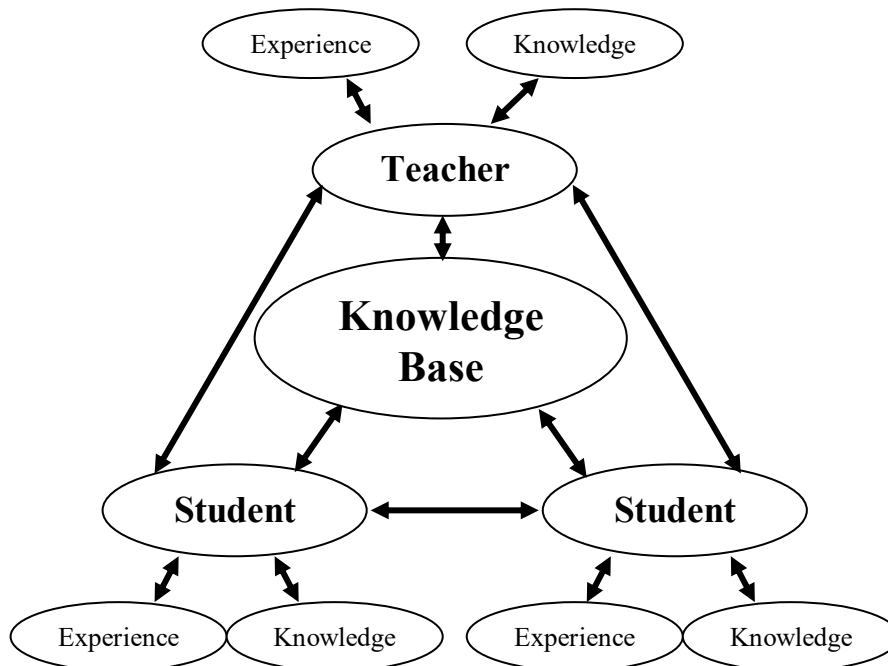 Experience
Knowledge
Teacher
Knowledge
Base
Student
Student
Experience
Knowledge
Experience
Knowledge